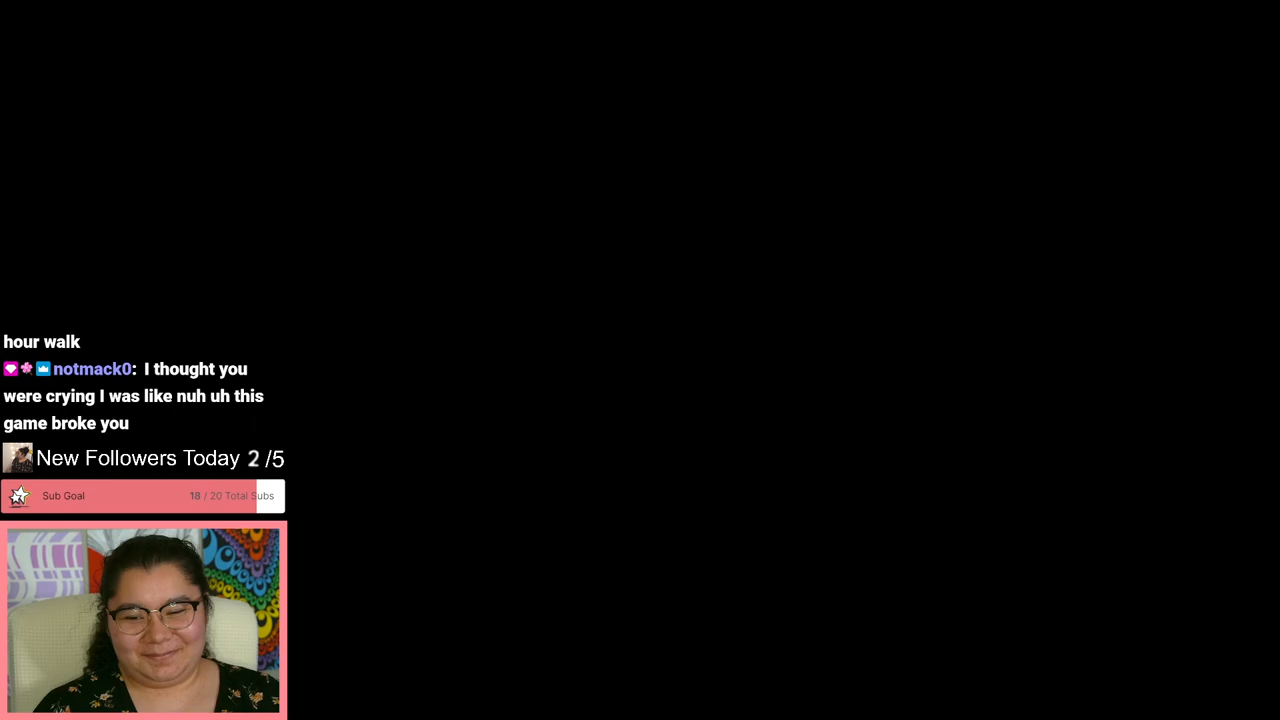 hour walk
notmack0: I thought you
were crying I was like nuh uh this
game broke you
New Followers Today 2 /5
Sub Goal 18 / 20 Total Subs